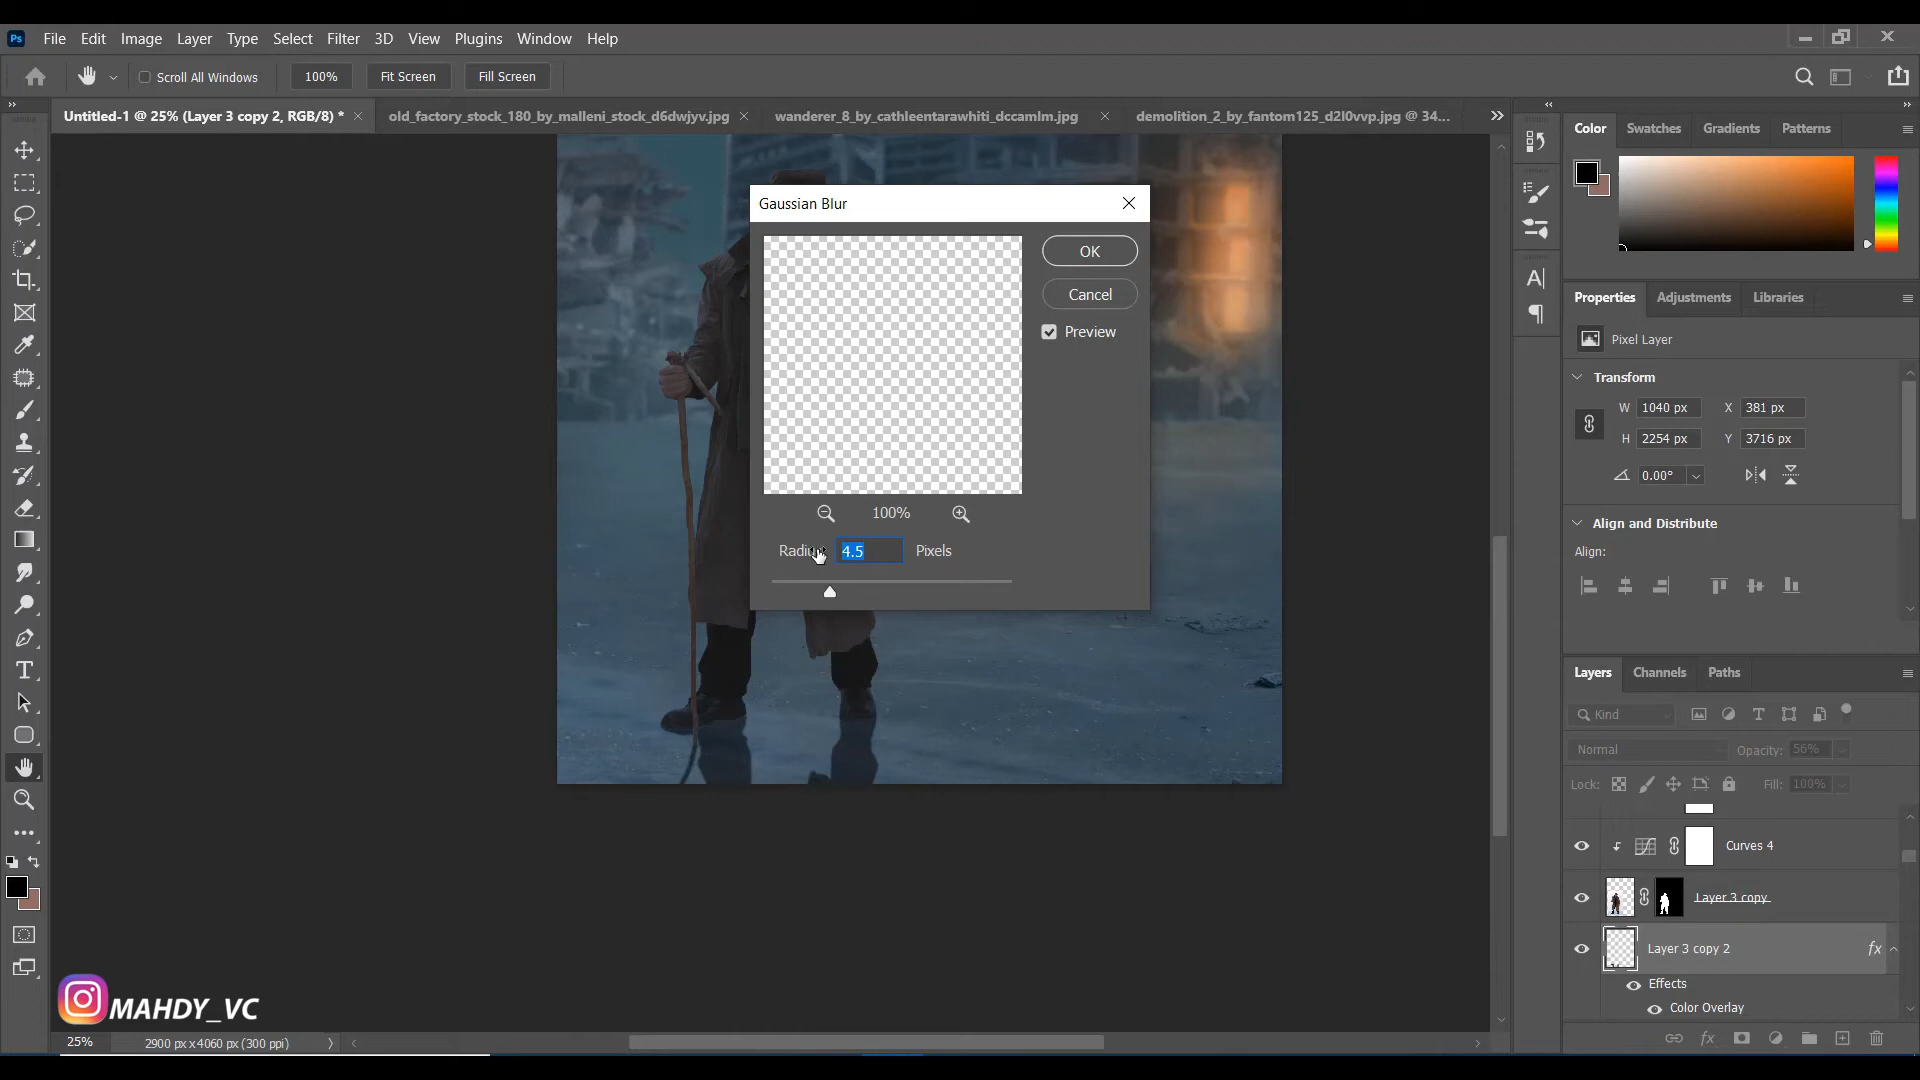 Ps File Edit Image Layer Type Select Filter 3D View Plugins Window Help
Scroll All Windows 100% Fit Screen Fill Screen
Untitled-1 @ 25% (Layer 3 copy 2, RGB/8) * old_factory_stock_180_by_malleni_stock_d6dwjyv.jpg wanderer_8_by_cathleentarawhiti_dccamlm.jpg demolition_2_by_fantom125_d2l0vvp.jpg @ 34...
Color Swatches Gradients Patterns
Gaussian Blur
OK
Cancel
Preview
100%
Radius 4.5 Pixels
Properties Adjustments Libraries
Pixel Layer
Transform
W 1040 px X 381 px
H 2254 px Y 3716 px
0.00°
Align and Distribute
Align:
Layers Channels Paths
Kind
Normal Opacity: 56%
Lock: Fill: 100%
Curves 4
Layer 3 copy
Layer 3 copy 2 fx
Effects
Color Overlay
fx
MAHDY_VC
25% 2900 px x 4060 px (300 ppi)